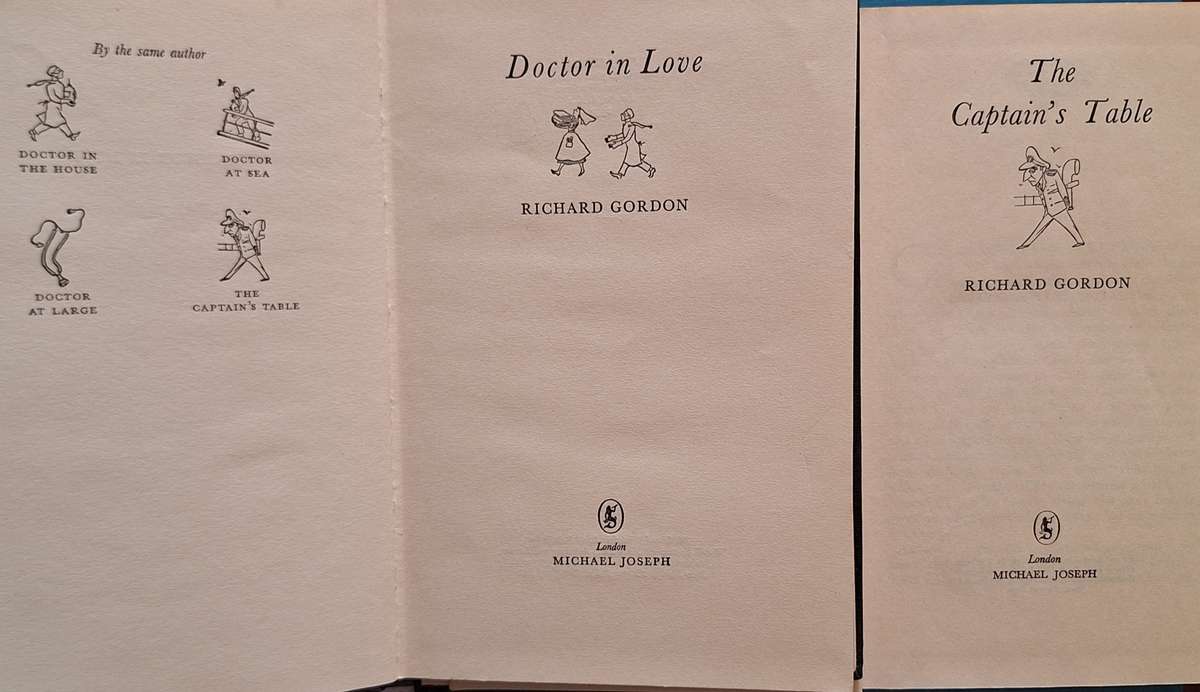 By the same author
DOCTOR IN
THE HOUSE
DOCTOR
AT SEA
DOCTOR
AT LARGE
THE
CAPTAIN'S TABLE
Doctor in Love
RICHARD GORDON
London
MICHAEL JOSEPH
The
Captain's Table
RICHARD GORDON
London
MICHAEL JOSEPH